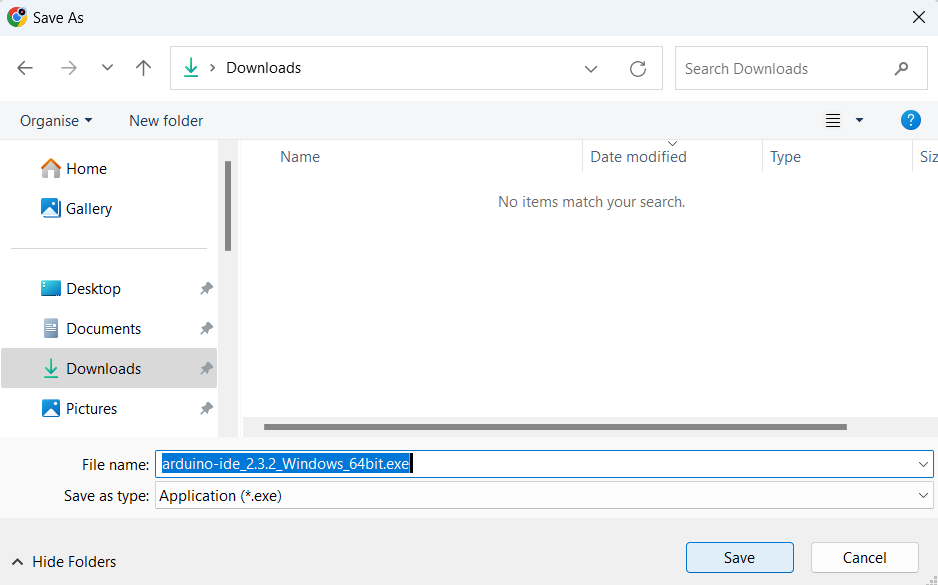 Save As
Downloads
Search Downloads
Organise
New folder
?
Name
Date modified
Type
Siz
No items match your search.
Home
Gallery
Desktop
Documents
Downloads
Pictures
File name: arduino-ide_2.3.2_Windows_64bit.exe
Save as type: Application (*.exe)
Hide Folders
Save
Cancel